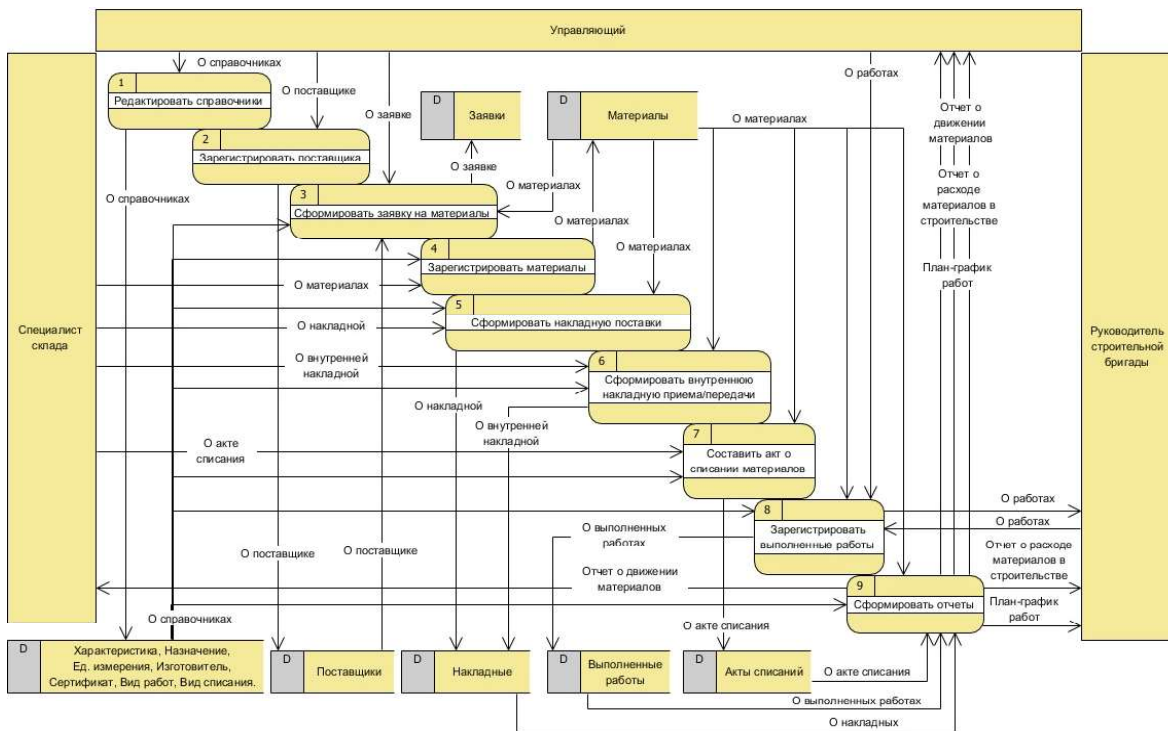 Управляющий
О справочниках
О работах
1
Редактировать справочники
О поставщике
D
Заявки
D
Материалы
Отчет о
движении
материалов
О заявке
О материалах
2
Зарегистрировать поставщика
О заявке
Отчет о
расходе
материалов в
строительстве
О справочниках
О материалах
3
Сформировать заявку на материалы
О материалах
О материалах
4
Зарегистрировать материалы
План-график
работ
О материалах
5
Сформировать накладную поставки
О накладной
Специалист
склада
Руководитель
строительной
бригады
О внутренней
накладной
6
Сформировать внутреннюю
накладную приема/передачи
О накладной
О внутренней
накладной
7
Составить акт о
списании материвлов
О акте
списания
8
Зарегистрировать
выполненные работы
О работах
О работах
О выполненных
работах
О поставщике
О поставщике
Отчет о движении
материалов
Отчет о расходе
материалов в
строительстве
9
Сформировать отчеты
План-график
работ
О справочниках
О акте списания
D
Характеристика, Назначение,
Ед. измерения, Изготовитель,
Сертификат, Вид работ, Вид списания.
D
Поставщики
D
Накладные
D
Выполненные
работы
D
Акты списаний
О акте списания
О выполненных работах
О накладных